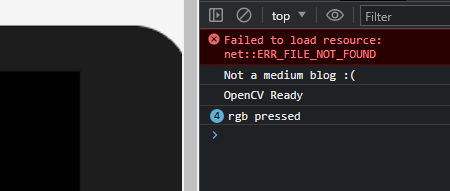 top
Filter
Failed to load resource:
net::ERR_FILE_NOT_FOUND
Not a medium blog :(
OpenCV Ready
4 rgb pressed